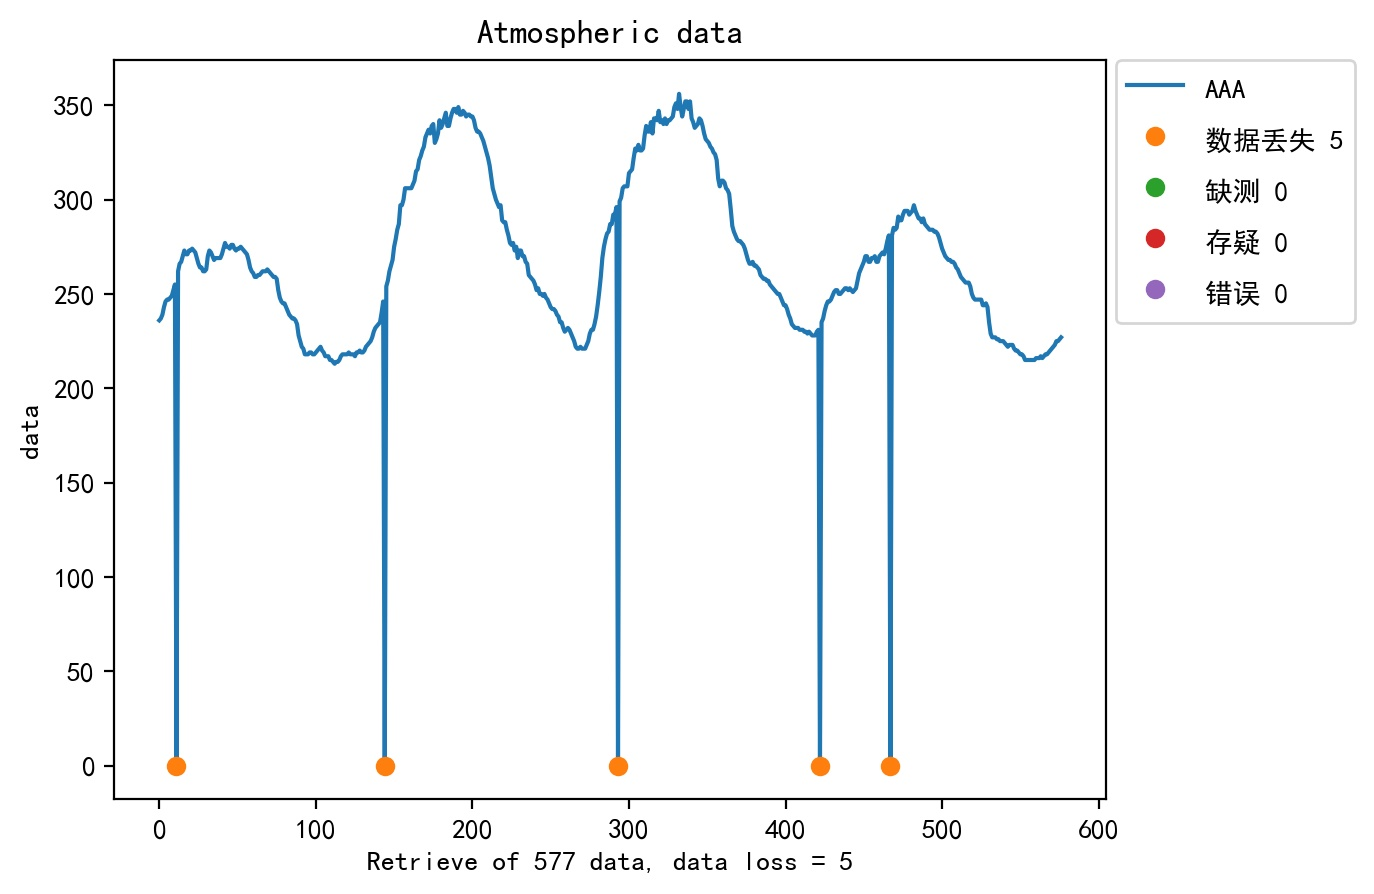 Atmospheric data
AAA
数据丢失 5
缺测 0
存疑 0
错误 0
350
300
250
200
150
100
50
0
data
0 100 200 300 400 500 600
Retrieve of 577 data, data loss = 5